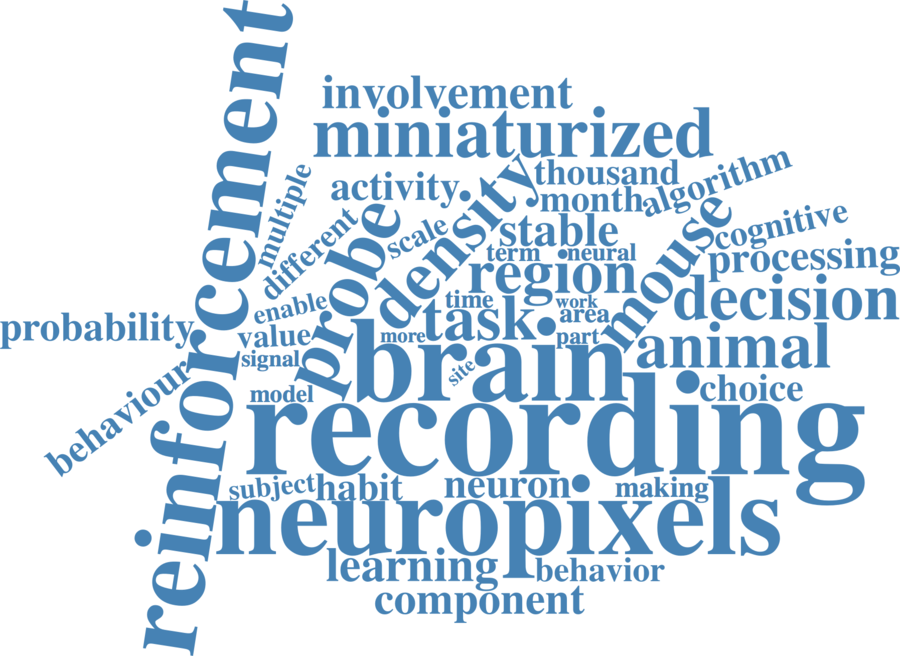 reinforcement
involvement
miniaturized
multiple
activity
density
thousand
month
algorithm
different
probe
scale
stable
mouse
cognitive
term
neural
region
processing
enable
time
work
decision
probability
value
more
task
area
part
signal
brain
animal
behaviour
site
model
choice
recording
subject
habit
neuron
making
neuropixels
learning
behavior
component